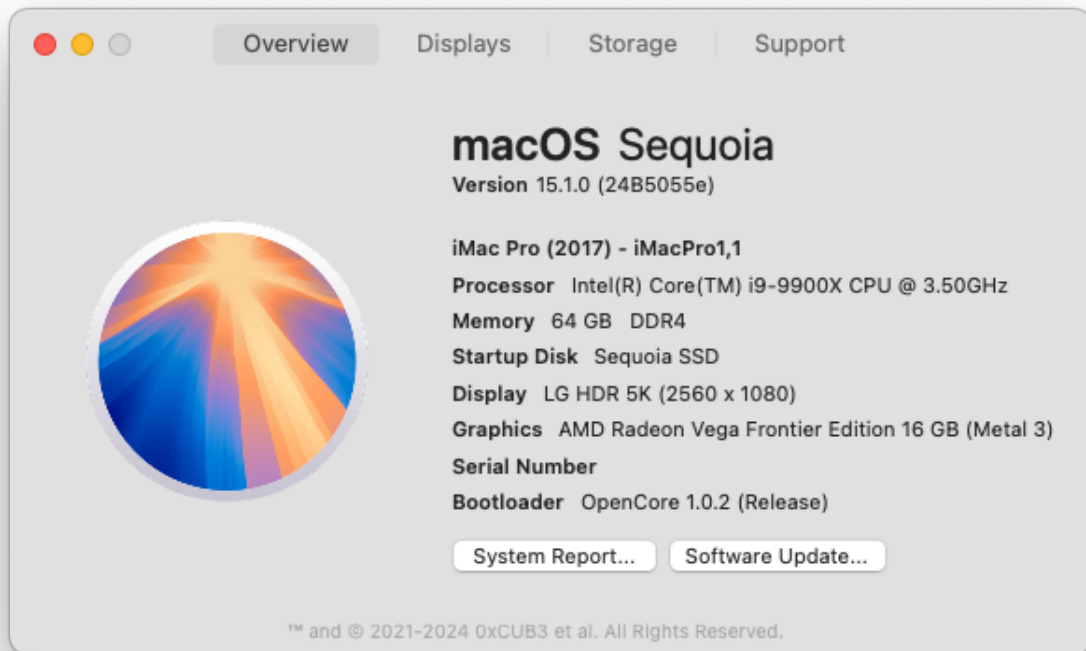 Overview Displays Storage Support
macOS Sequoia
Version 15.1.0 (24B5055e)
iMac Pro (2017) - iMacPro1,1
Processor Intel(R) Core(TM) i9-9900X CPU @ 3.50GHz
Memory 64 GB DDR4
Startup Disk Sequoia SSD
Display LG HDR 5K (2560 x 1080)
Graphics AMD Radeon Vega Frontier Edition 16 GB (Metal 3)
Serial Number
Bootloader OpenCore 1.0.2 (Release)
System Report... Software Update...
™ and © 2021-2024 0xCUB3 et al. All Rights Reserved.